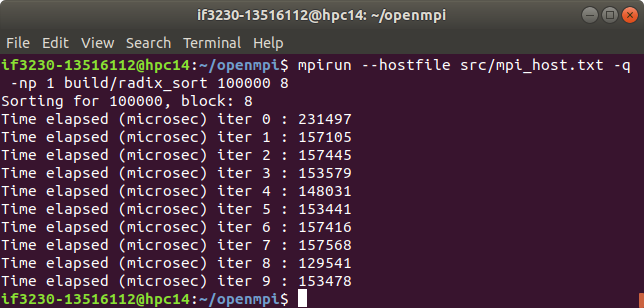 if3230-13516112@hpc14: ~/openmpi
File Edit View Search Terminal Help
if3230-13516112@hpc14:~/openmpi$ mpirun --hostfile src/mpi_host.txt -q
 -np 1 build/radix_sort 100000 8
Sorting for 100000, block: 8
Time elapsed (microsec) iter 0 : 231497
Time elapsed (microsec) iter 1 : 157105
Time elapsed (microsec) iter 2 : 157445
Time elapsed (microsec) iter 3 : 153579
Time elapsed (microsec) iter 4 : 148031
Time elapsed (microsec) iter 5 : 153441
Time elapsed (microsec) iter 6 : 157416
Time elapsed (microsec) iter 7 : 157568
Time elapsed (microsec) iter 8 : 129541
Time elapsed (microsec) iter 9 : 153478
if3230-13516112@hpc14:~/openmpi$